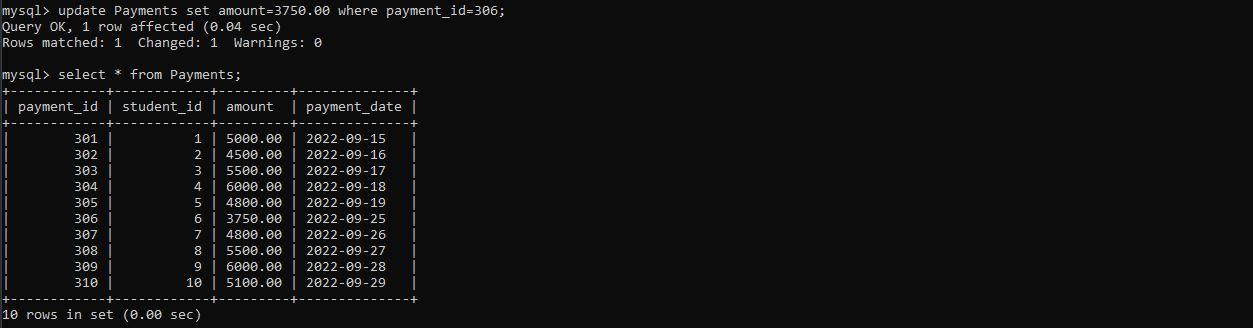 mysql> update Payments set amount=3750.00 where payment_id=306;
Query OK, 1 row affected (0.04 sec)
Rows matched: 1  Changed: 1  Warnings: 0

mysql> select * from Payments;
+------------+------------+---------+--------------+
| payment_id | student_id | amount  | payment_date |
+------------+------------+---------+--------------+
|        301 |          1 | 5000.00 | 2022-09-15   |
|        302 |          2 | 4500.00 | 2022-09-16   |
|        303 |          3 | 5500.00 | 2022-09-17   |
|        304 |          4 | 6000.00 | 2022-09-18   |
|        305 |          5 | 4800.00 | 2022-09-19   |
|        306 |          6 | 3750.00 | 2022-09-25   |
|        307 |          7 | 4800.00 | 2022-09-26   |
|        308 |          8 | 5500.00 | 2022-09-27   |
|        309 |          9 | 6000.00 | 2022-09-28   |
|        310 |         10 | 5100.00 | 2022-09-29   |
+------------+------------+---------+--------------+
10 rows in set (0.00 sec)